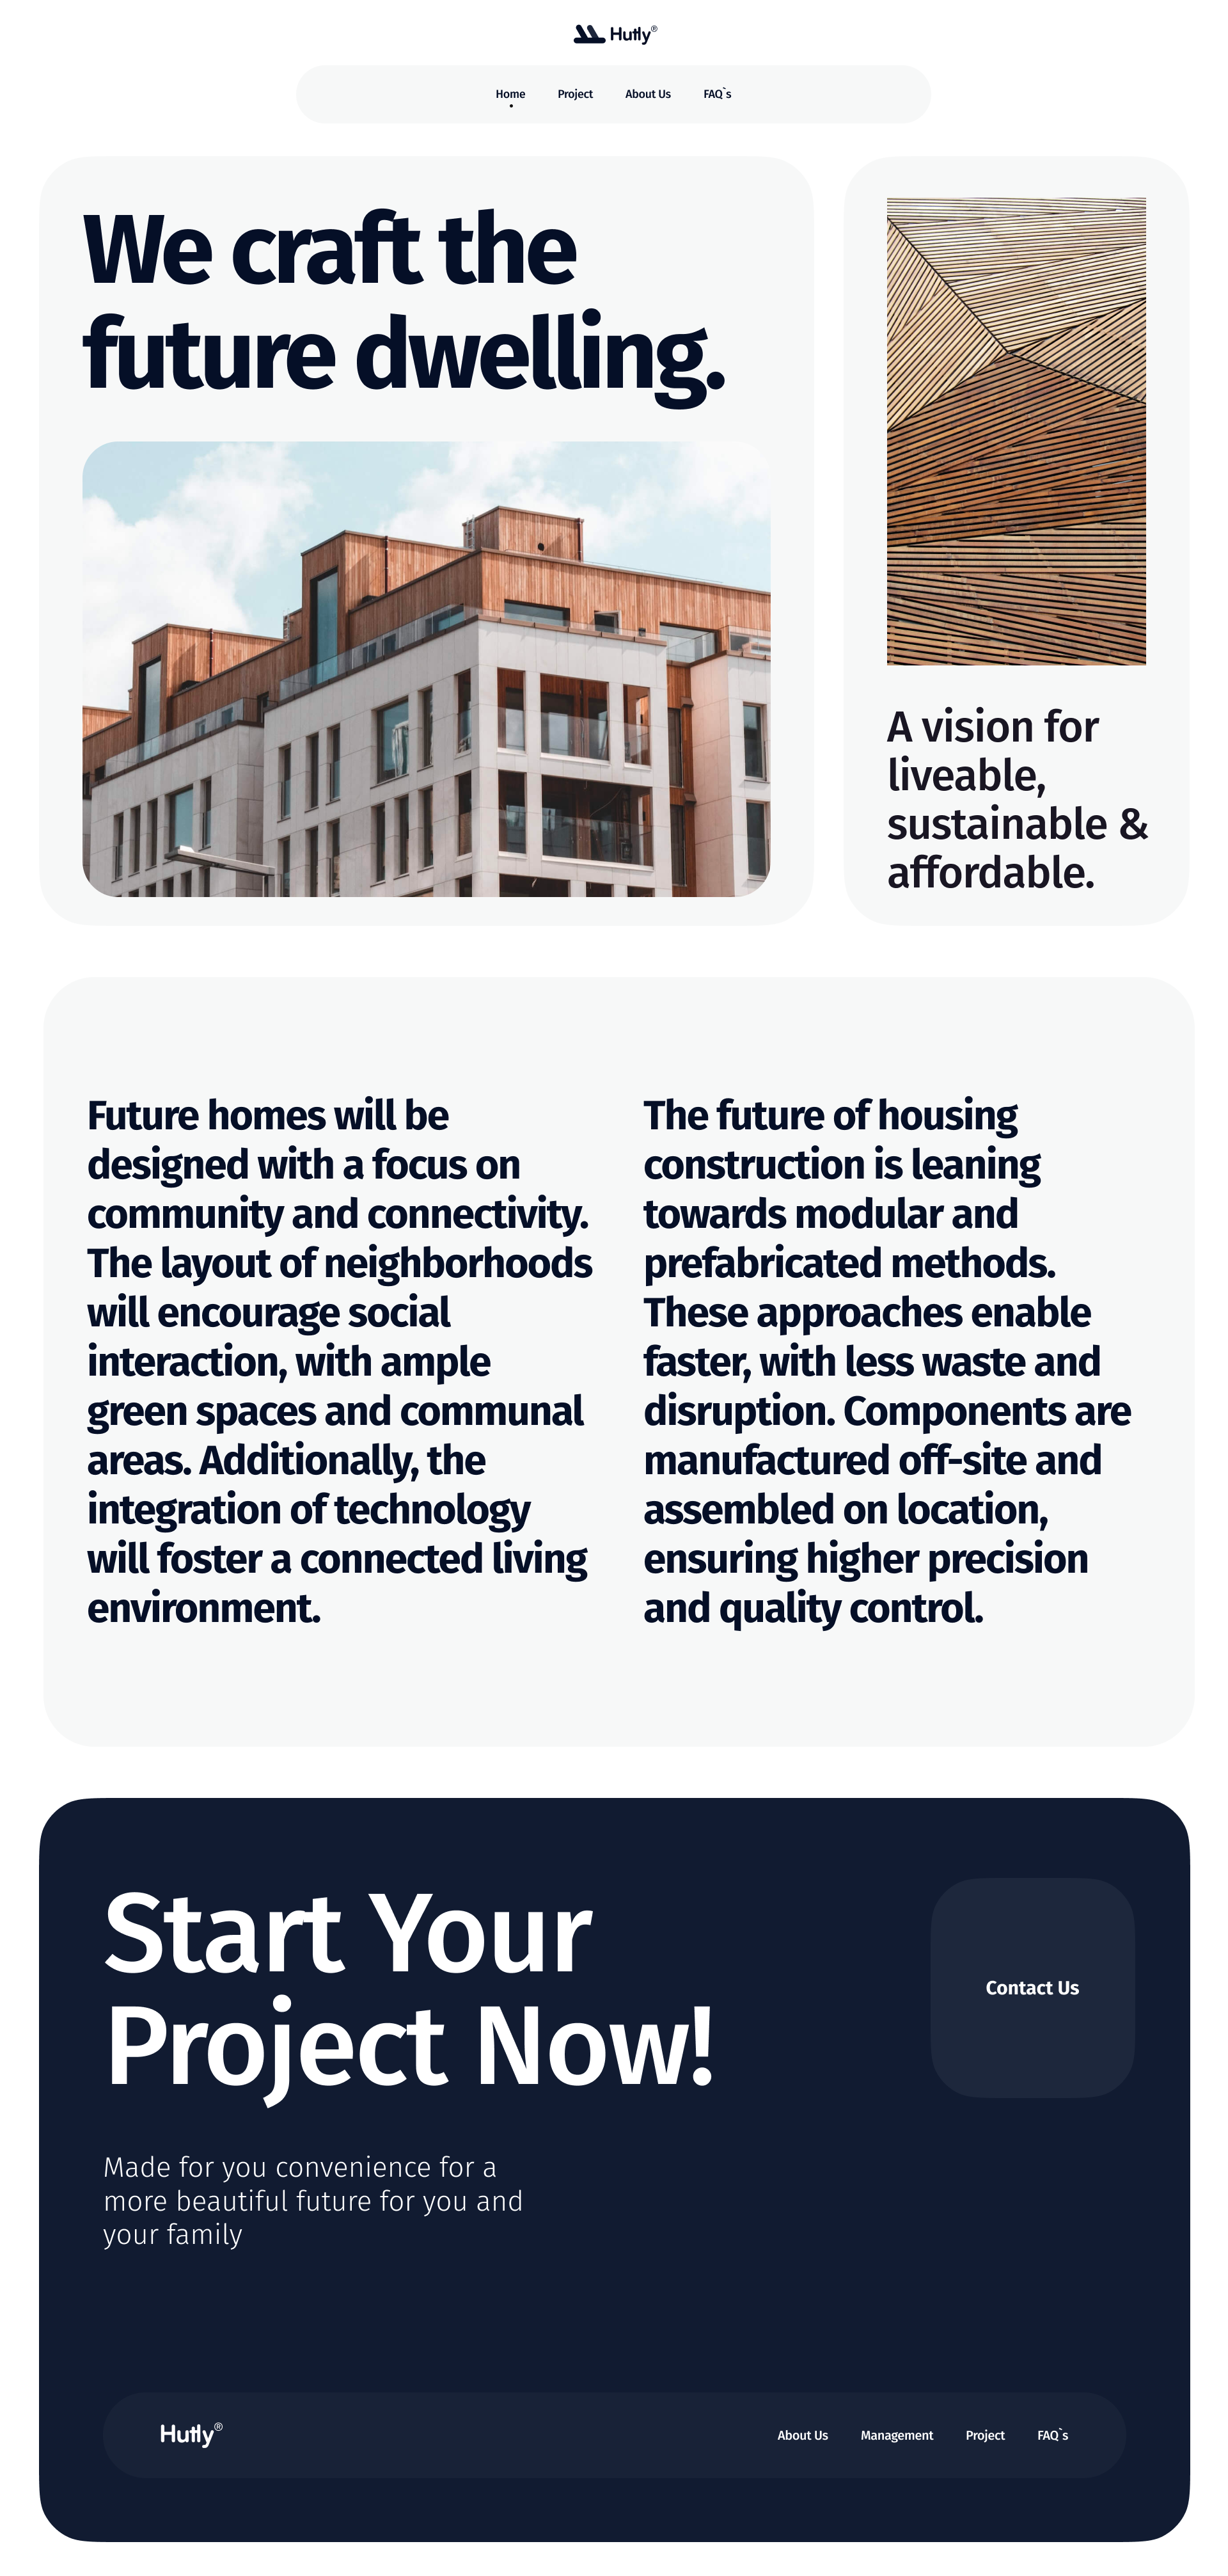 Hutly®
Home Project About Us FAQ`s
We craft the
future dwelling.
A vision for
liveable,
sustainable &
affordable.
Future homes will be
designed with a focus on
community and connectivity.
The layout of neighborhoods
will encourage social
interaction, with ample
green spaces and communal
areas. Additionally, the
integration of technology
will foster a connected living
environment.
The future of housing
construction is leaning
towards modular and
prefabricated methods.
These approaches enable
faster, with less waste and
disruption. Components are
manufactured off-site and
assembled on location,
ensuring higher precision
and quality control.
Start Your
Project Now!
Contact Us
Made for you convenience for a
more beautiful future for you and
your family
Hutly®
About Us Management Project FAQ`s